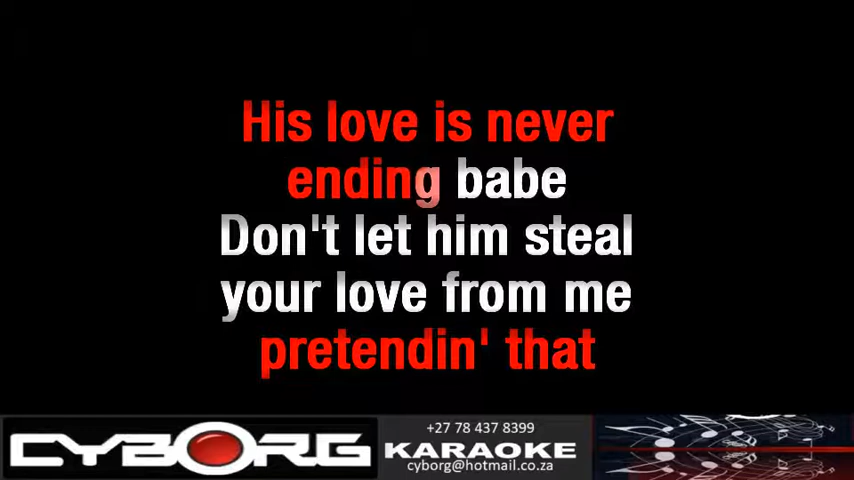 His love is never
ending babe
Don't let him steal
your love from me
pretendin' that
CYBORG
+27 78 437 8399
KARAOKE
cyborg@hotmail.co.za